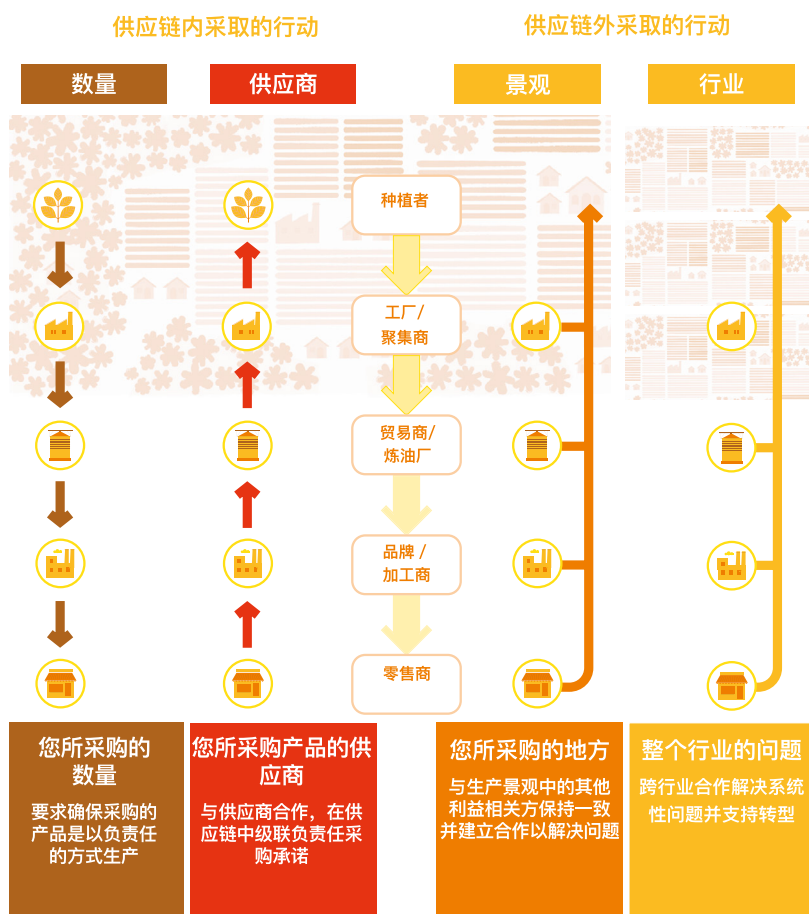 供应链内采取的行动
供应链外采取的行动
数量
供应商
景观
行业
种植者
工厂/
聚集商
贸易商/
炼油厂
品牌 /
加工商
零售商
您所采购的
数量
要求确保采购的
产品是以负责任
的方式生产
您所采购产品的供
应商
与供应商合作，在供
应链中级联负责任采
购承诺
您所采购的地方
与生产景观中的其他
利益相关方保持一致
并建立合作以解决问题
整个行业的问题
跨行业合作解决系统
性问题并支持转型